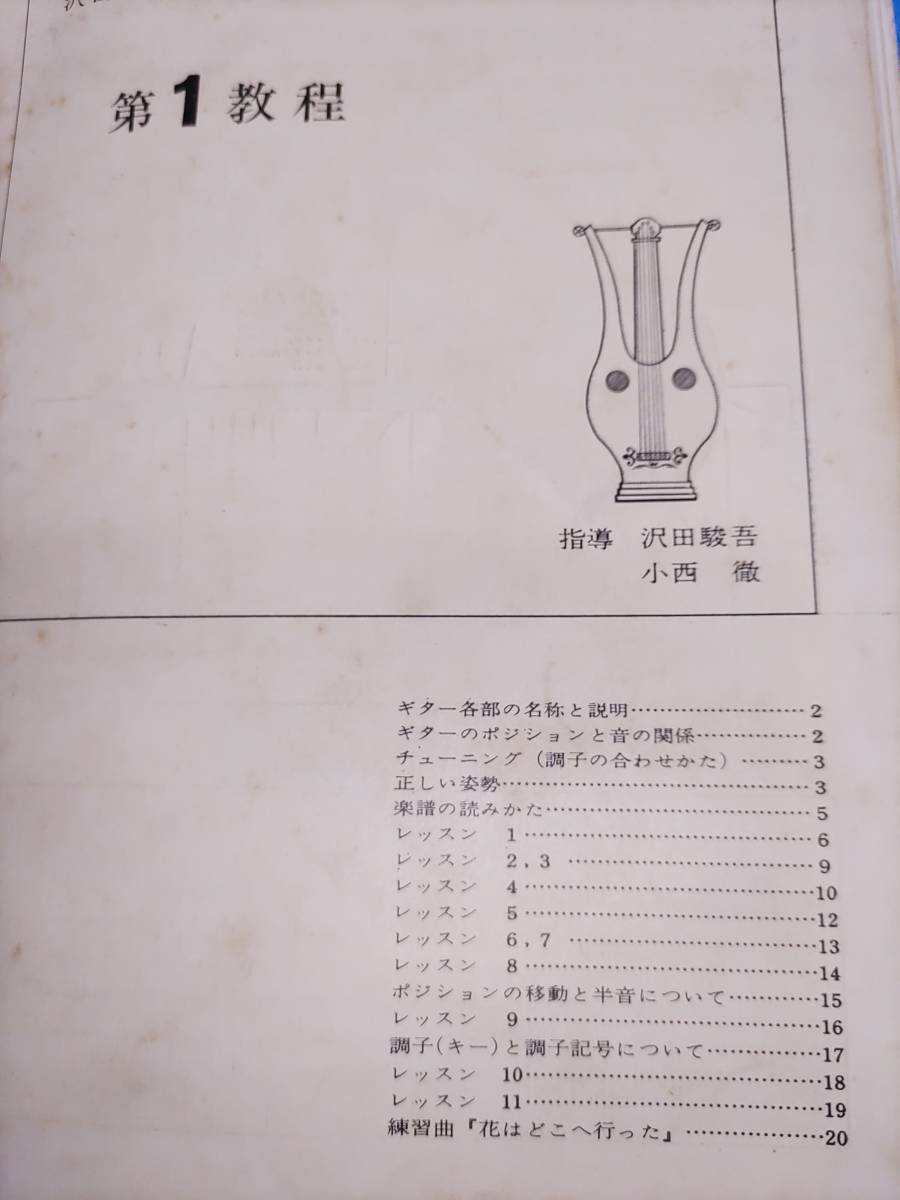 第1教程
指導 沢田駿吾
小西 徹
ギター各部の名称と説明……………………2
ギターのポジションと音の関係……………2
チューニング(調子の合わせかた)………3
正しい姿勢……………………………………3
楽譜の読みかた………………………………5
レッスン 1……………………………………6
レッスン 2,3 ………………………………9
レッスン 4……………………………………10
レッスン 5……………………………………12
レッスン 6,7 ………………………………13
レッスン 8……………………………………14
ポジションの移動と半音について…………15
レッスン 9……………………………………16
調子(キー)と調子記号について……………17
レッスン 10…………………………………18
レッスン 11…………………………………19
練習曲『花はどこへ行った』………………20